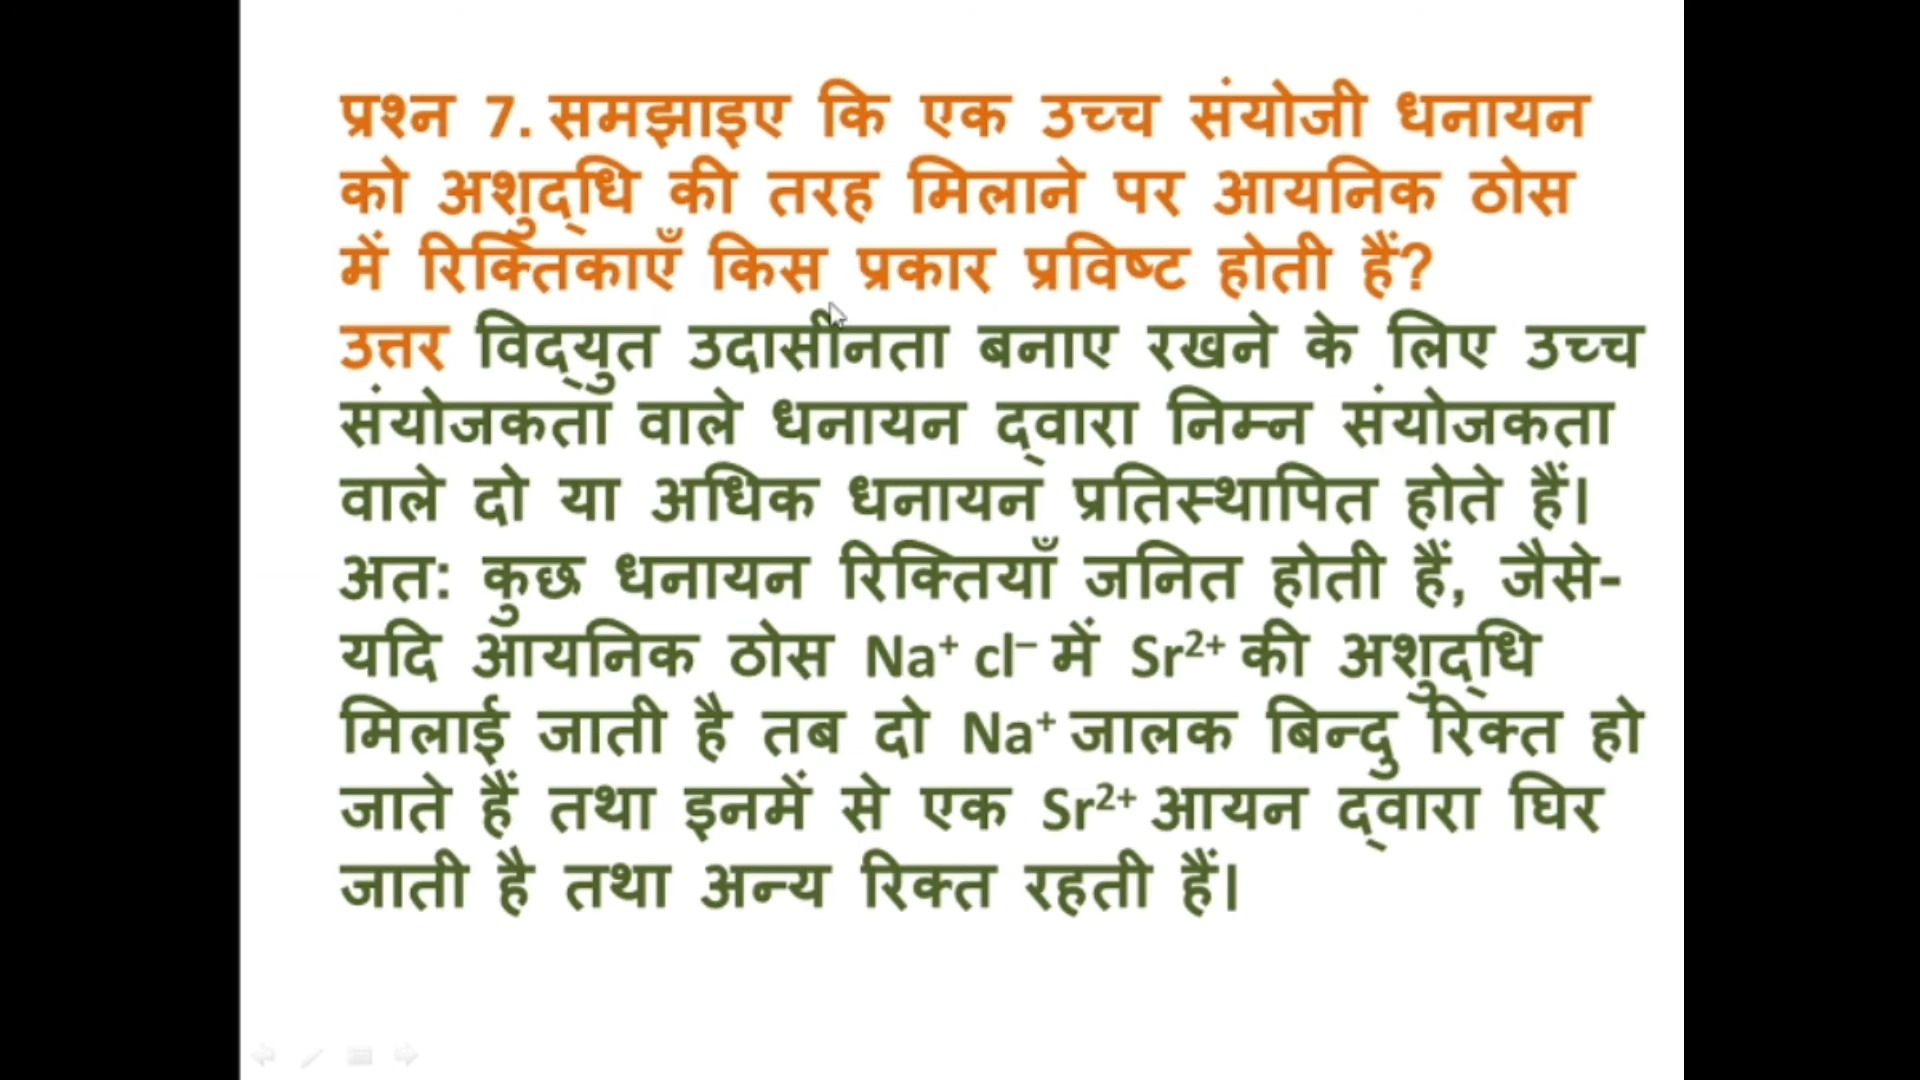 प्रश्न 7. समझाइए कि एक उच्च संयोजी धनायन
को अशुद्धि की तरह मिलाने पर आयनिक ठोस
में रिक्तिकाएँ किस प्रकार प्रविष्ट होती हैं?
उत्तर विद्युत उदासीनता बनाए रखने के लिए उच्च
संयोजकता वाले धनायन द्वारा निम्न संयोजकता
वाले दो या अधिक धनायन प्रतिस्थापित होते हैं।
अत: कुछ धनायन रिक्तियाँ जनित होती हैं, जैसे-
यदि आयनिक ठोस Na⁺ cl⁻ में Sr²⁺ की अशुद्धि
मिलाई जाती है तब दो Na⁺ जालक बिन्दु रिक्त हो
जाते हैं तथा इनमें से एक Sr²⁺ आयन द्वारा घिर
जाती है तथा अन्य रिक्त रहती हैं।